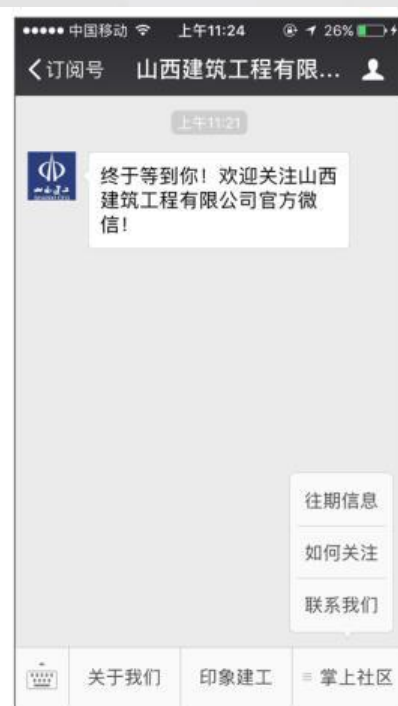 中国移动 上午11:24 26%
订阅号 山西建筑工程有限...
上午11:21
终于等到你！欢迎关注山西
建筑工程有限公司官方微
信！
往期信息
如何关注
联系我们
关于我们 印象建工 掌上社区